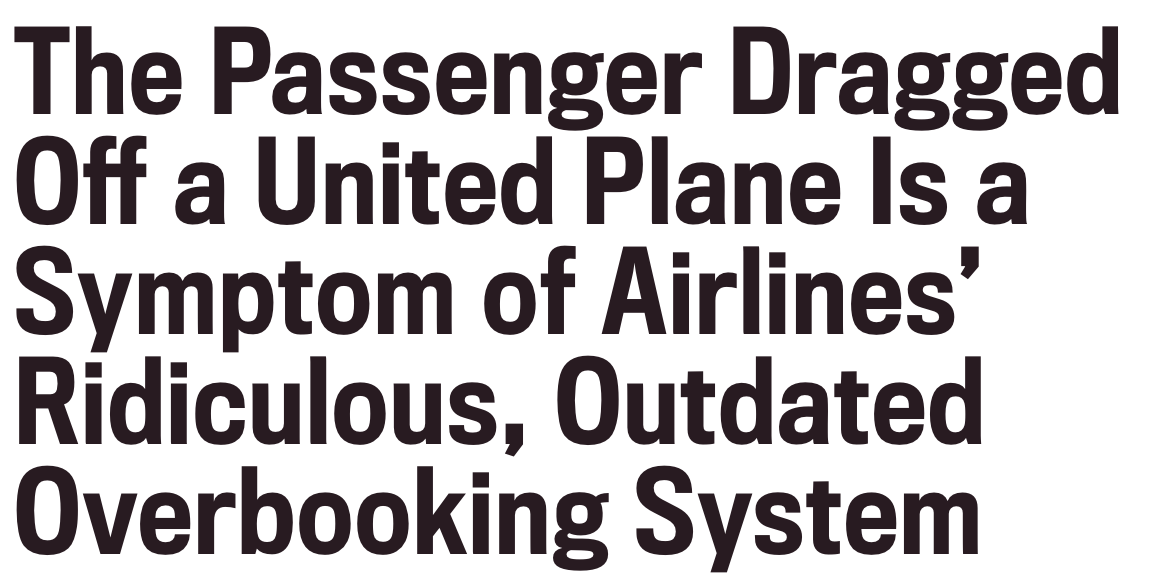 The Passenger Dragged
Off a United Plane Is a
Symptom of Airlines’
Ridiculous, Outdated
Overbooking System